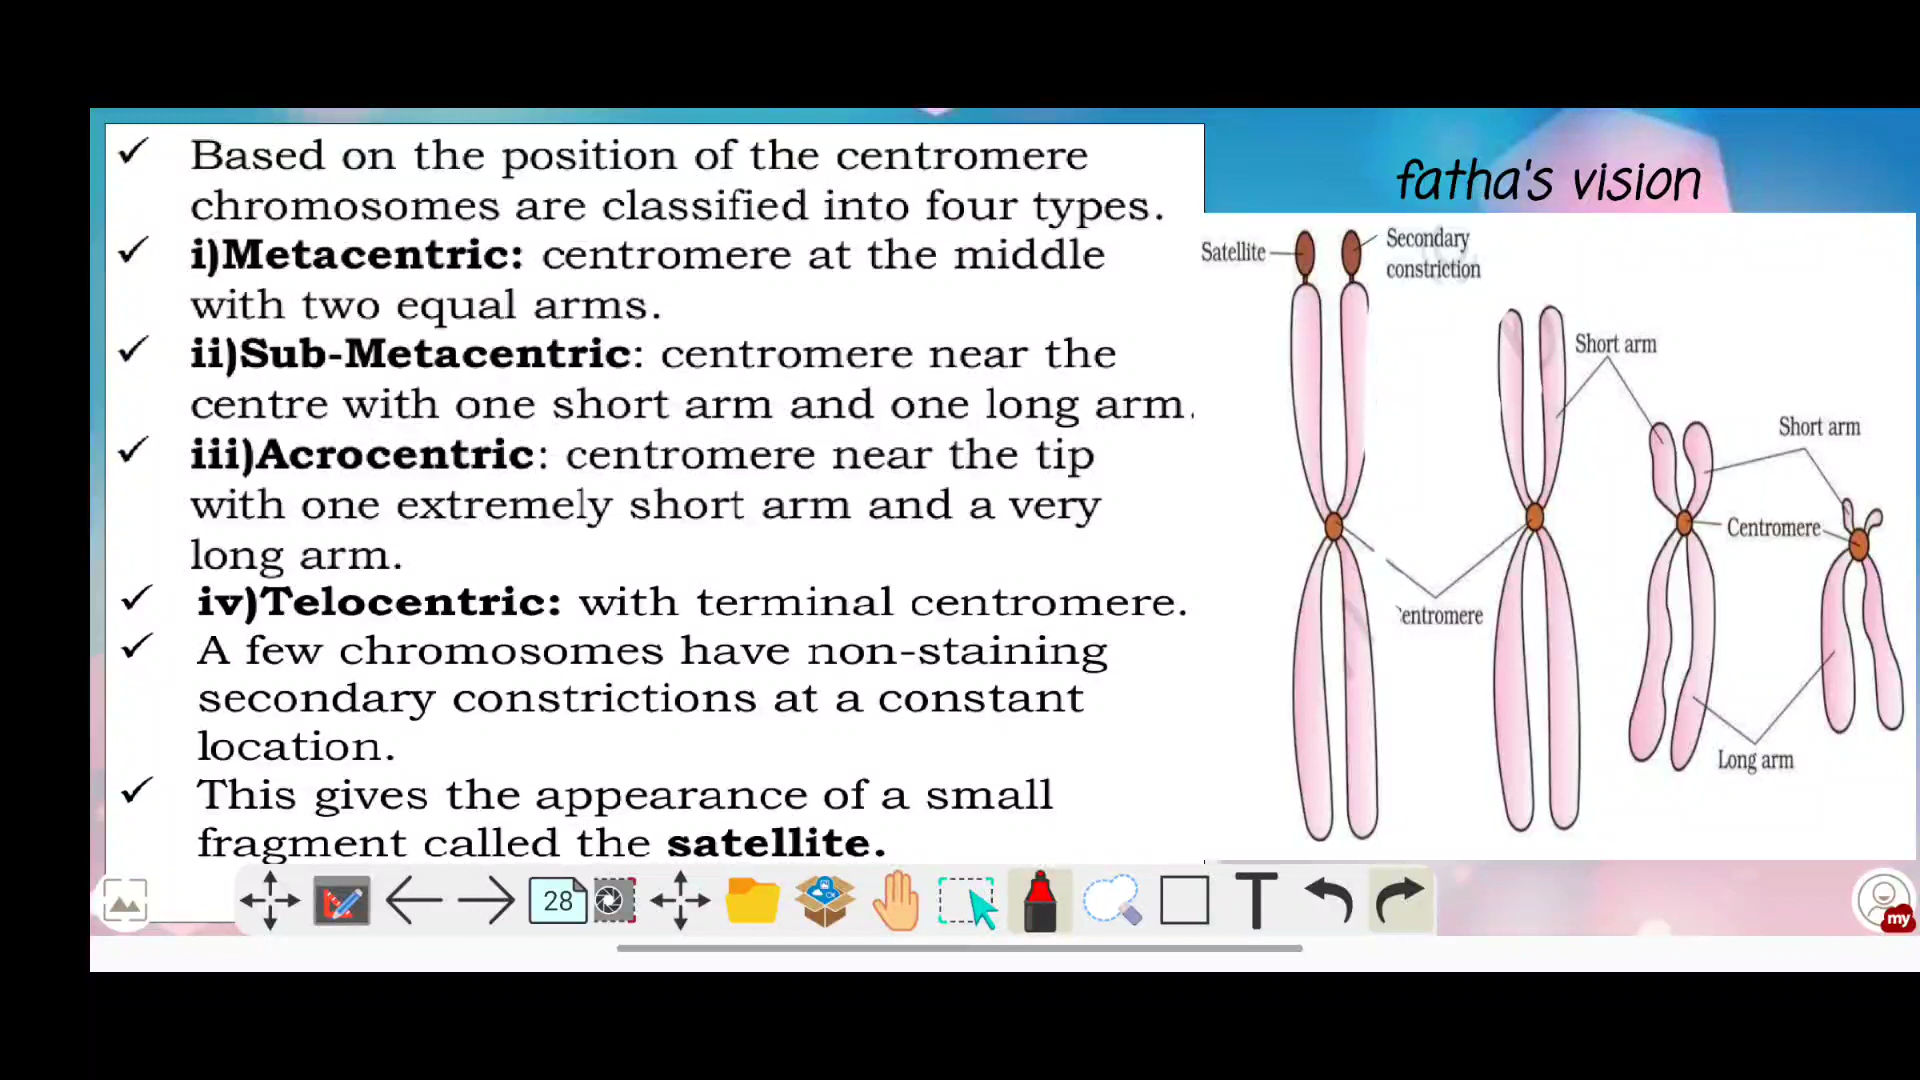 ✓ Based on the position of the centromere
chromosomes are classified into four types.
✓ i)Metacentric: centromere at the middle
with two equal arms.
✓ ii)Sub-Metacentric: centromere near the
centre with one short arm and one long arm.
✓ iii)Acrocentric: centromere near the tip
with one extremely short arm and a very
long arm.
✓ iv)Telocentric: with terminal centromere.
✓ A few chromosomes have non-staining
secondary constrictions at a constant
location.
✓ This gives the appearance of a small
fragment called the satellite.
fatha's vision
Satellite
Secondary
constriction
Short arm
Short arm
Centromere
entromere
Long arm
28
T
my